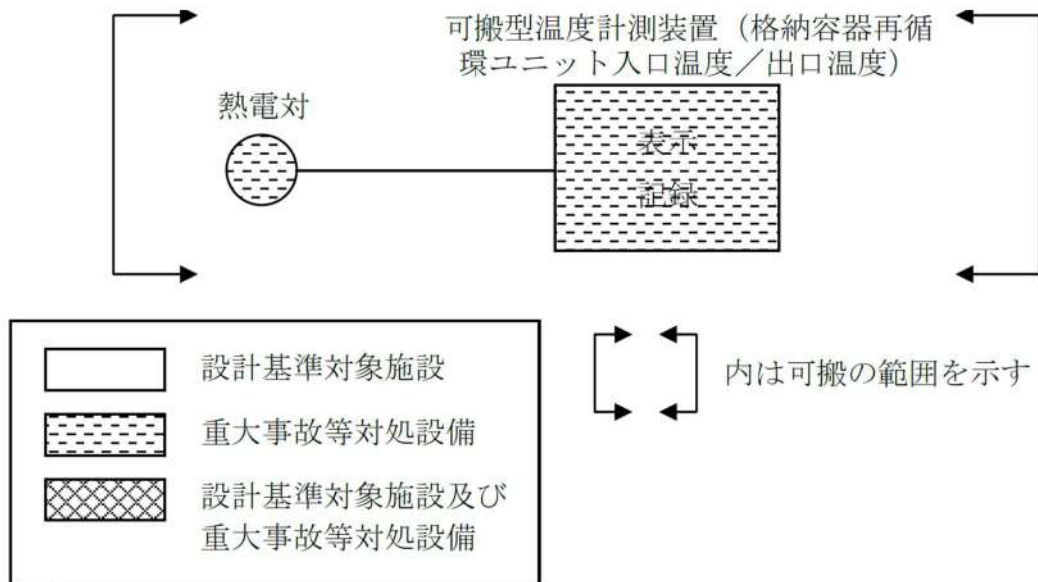 可搬型温度計測装置（格納容器再循
環ユニット入口温度／出口温度）
熱電対
表示
記録
設計基準対象施設
重大事故等対処設備
設計基準対象施設及び
重大事故等対処設備
内は可搬の範囲を示す